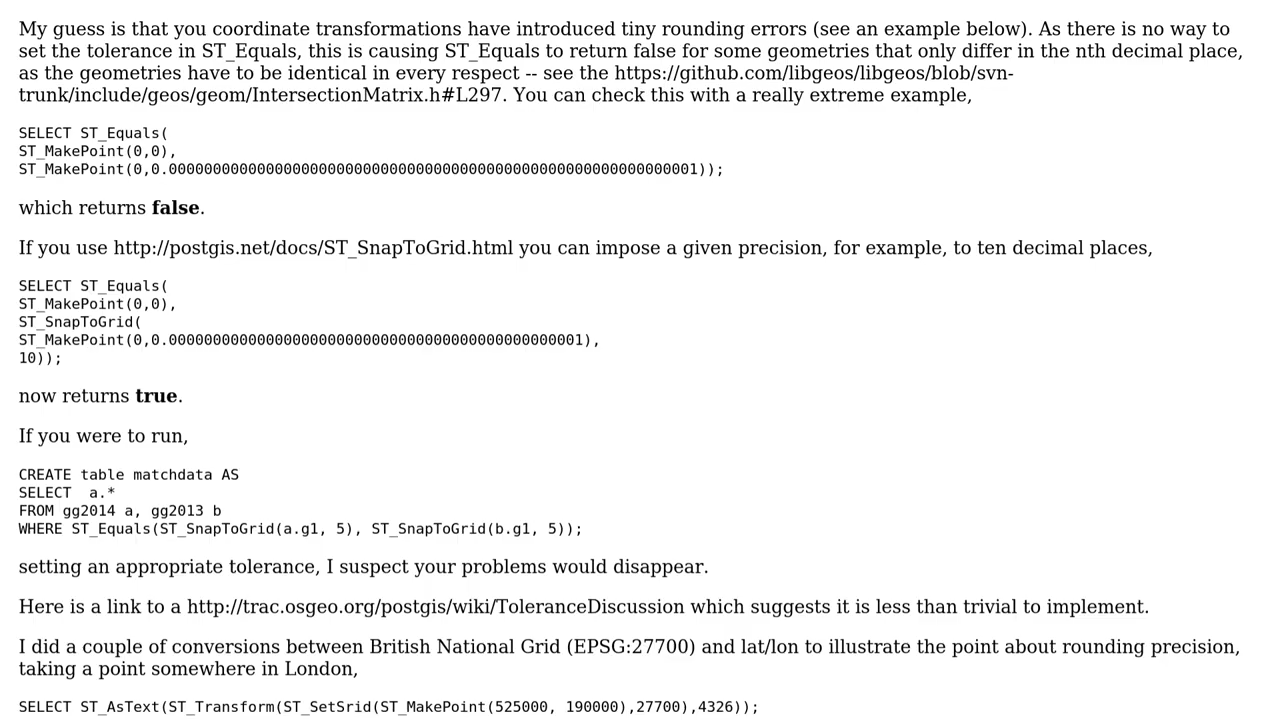 My guess is that you coordinate transformations have introduced tiny rounding errors (see an example below). As there is no way to
set the tolerance in ST_Equals, this is causing ST_Equals to return false for some geometries that only differ in the nth decimal place,
as the geometries have to be identical in every respect -- see the https://github.com/libgeos/libgeos/blob/svn-
trunk/include/geos/geom/IntersectionMatrix.h#L297. You can check this with a really extreme example,
SELECT ST_Equals(
ST_MakePoint(0,0),
ST_MakePoint(0,0.000000000000000000000000000000000000000000000000000000000001));
which returns false.
If you use http://postgis.net/docs/ST_SnapToGrid.html you can impose a given precision, for example, to ten decimal places,
SELECT ST_Equals(
ST_MakePoint(0,0),
ST_SnapToGrid(
ST_MakePoint(0,0.00000000000000000000000000000000000000000000001),
10));
now returns true.
If you were to run,
CREATE table matchdata AS
SELECT  a.*
FROM gg2014 a, gg2013 b
WHERE ST_Equals(ST_SnapToGrid(a.g1, 5), ST_SnapToGrid(b.g1, 5));
setting an appropriate tolerance, I suspect your problems would disappear.
Here is a link to a http://trac.osgeo.org/postgis/wiki/ToleranceDiscussion which suggests it is less than trivial to implement.
I did a couple of conversions between British National Grid (EPSG:27700) and lat/lon to illustrate the point about rounding precision,
taking a point somewhere in London,
SELECT ST_AsText(ST_Transform(ST_SetSrid(ST_MakePoint(525000, 190000),27700),4326));